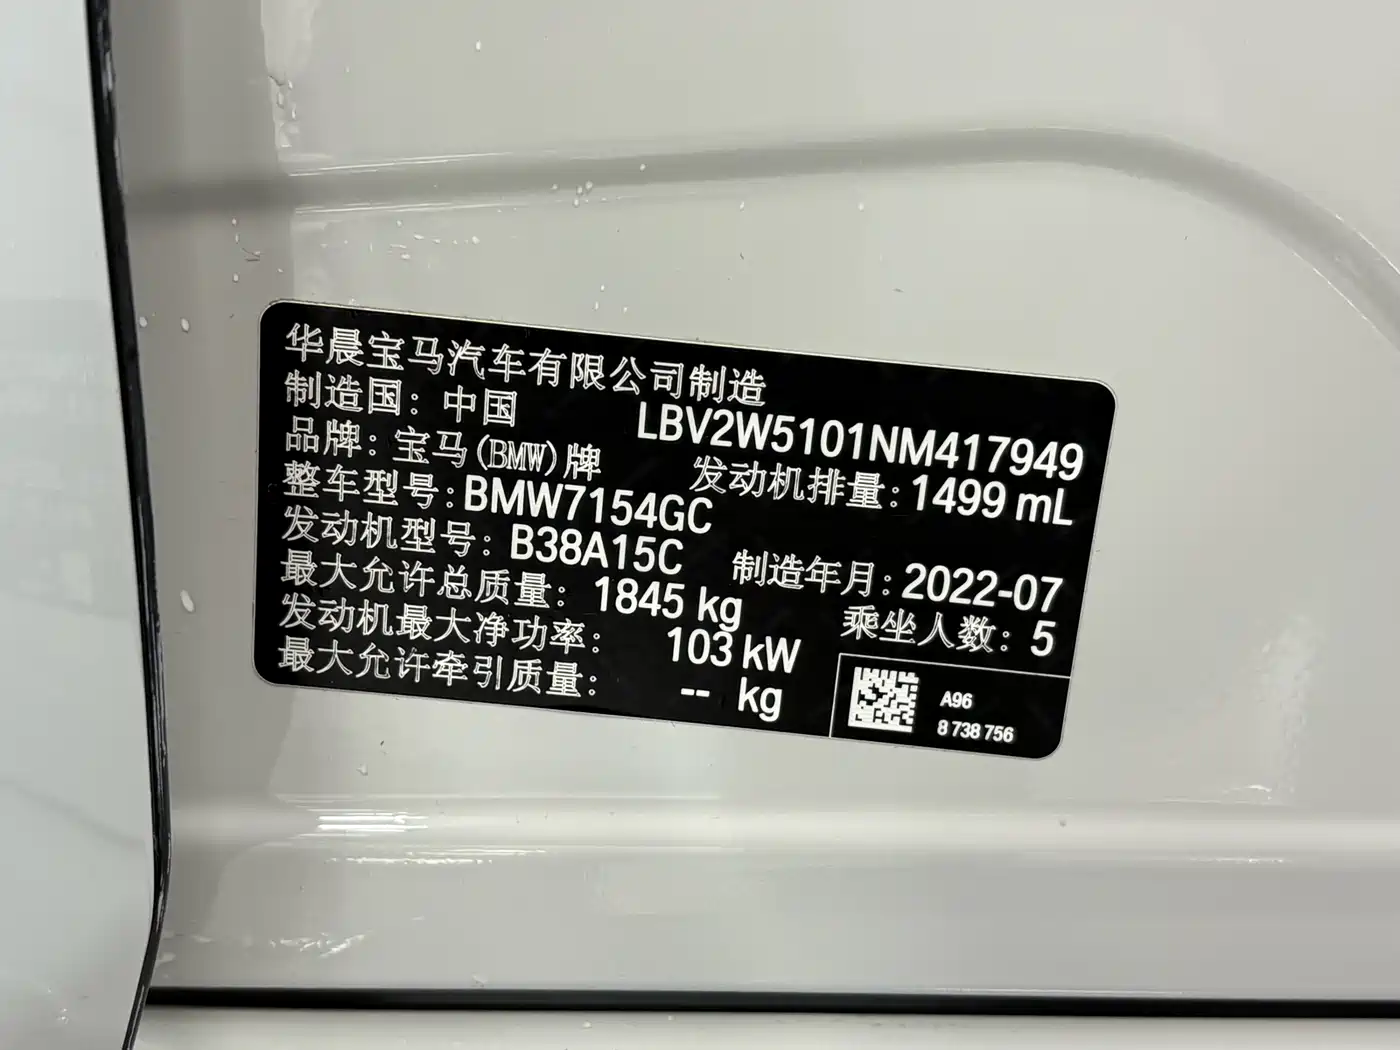 华晨宝马汽车有限公司制造
制造国：中国 LBV2W5101NM417949
品牌：宝马(BMW)牌 发动机排量：1499 mL
整车型号：BMW7154GC
发动机型号：B38A15C 制造年月：2022-07
最大允许总质量：1845 kg 乘坐人数：5
发动机最大净功率：103 kW
最大允许牵引质量：-- kg
A96
8 738 756